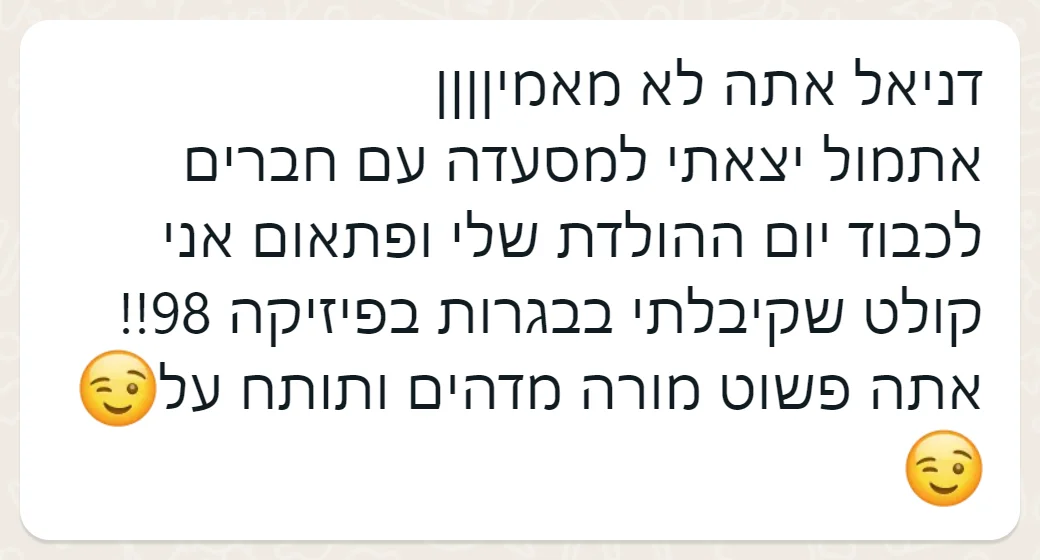 דניאל אתה לא מאמיןןןן
אתמול יצאתי למסעדה עם חברים
לכבוד יום ההולדת שלי ופתאום אני
קולט שקיבלתי בבגרות בפיזיקה 98!!
אתה פשוט מורה מדהים ותותח על😉
😉